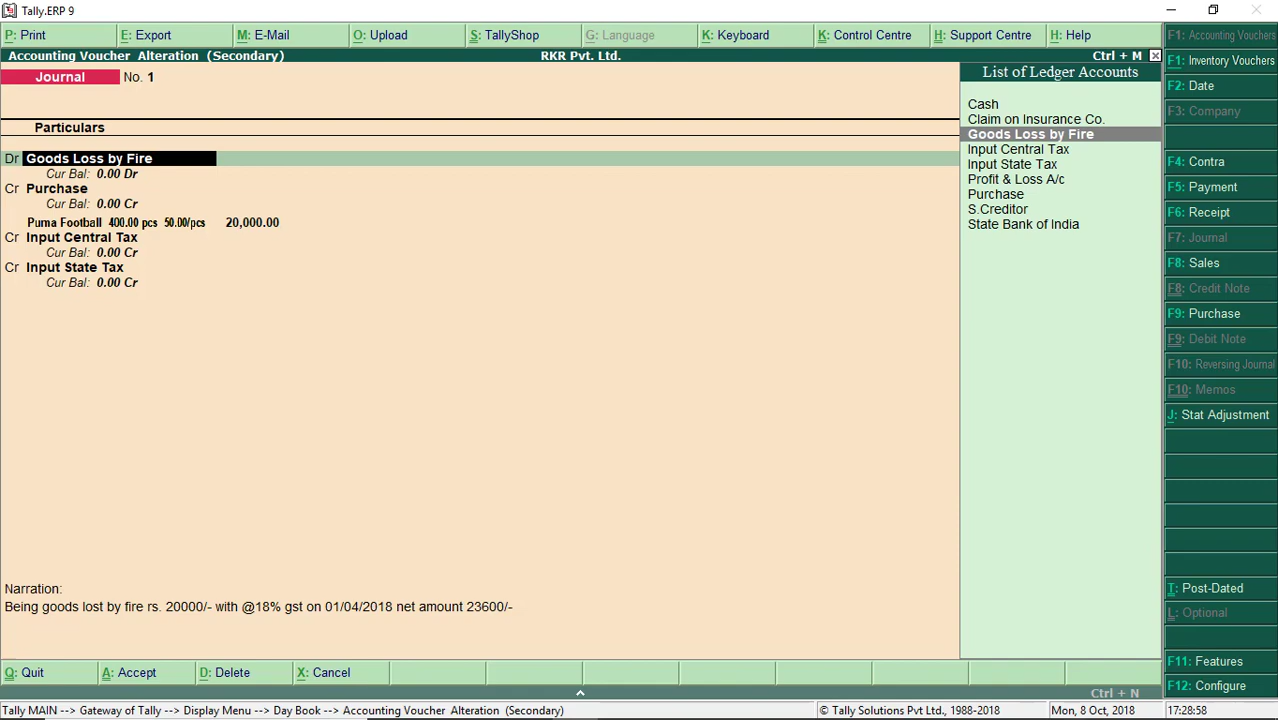 Tally.ERP 9
P: Print E: Export M: E-Mail O: Upload S: TallyShop G: Language K: Keyboard K: Control Centre H: Support Centre H: Help
Accounting Voucher Alteration (Secondary) RKR Pvt. Ltd. Ctrl + M
Journal No. 1
Particulars
Dr Goods Loss by Fire
Cur Bal: 0.00 Dr
Cr Purchase
Cur Bal: 0.00 Cr
Puma Football 400.00 pcs 50.00/pcs 20,000.00
Cr Input Central Tax
Cur Bal: 0.00 Cr
Cr Input State Tax
Cur Bal: 0.00 Cr
Narration:
Being goods lost by fire rs. 20000/- with @18% gst on 01/04/2018 net amount 23600/-
List of Ledger Accounts
Cash
Claim on Insurance Co.
Goods Loss by Fire
Input Central Tax
Input State Tax
Profit & Loss A/c
Purchase
S.Creditor
State Bank of India
F1: Accounting Vouchers
F1: Inventory Vouchers
F2: Date
F3: Company
F4: Contra
F5: Payment
F6: Receipt
F7: Journal
F8: Sales
F8: Credit Note
F9: Purchase
F9: Debit Note
F10: Reversing Journal
F10: Memos
J: Stat Adjustment
T: Post-Dated
L: Optional
F11: Features
F12: Configure
Q: Quit A: Accept D: Delete X: Cancel
Ctrl + N
Tally MAIN --> Gateway of Tally --> Display Menu --> Day Book --> Accounting Voucher Alteration (Secondary) © Tally Solutions Pvt Ltd., 1988-2018 Mon, 8 Oct, 2018 17:28:58